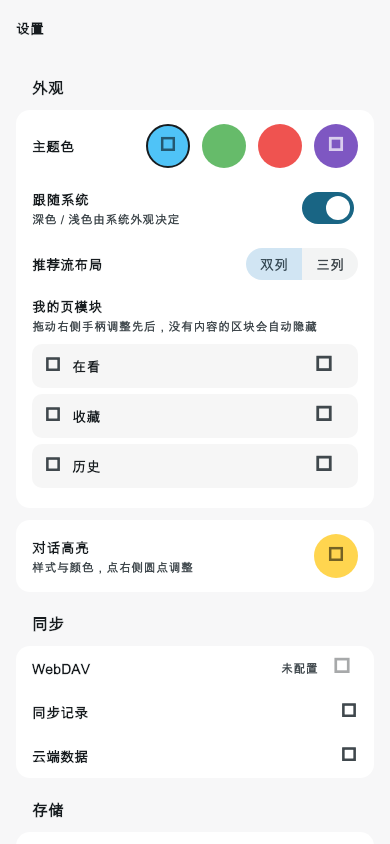 设置
外观
主题色
跟随系统
深色 / 浅色由系统外观决定
推荐流布局
双列
三列
我的页模块
拖动右侧手柄调整先后，没有内容的区块会自动隐藏
在看
收藏
历史
对话高亮
样式与颜色，点右侧圆点调整
同步
WebDAV
未配置
同步记录
云端数据
存储